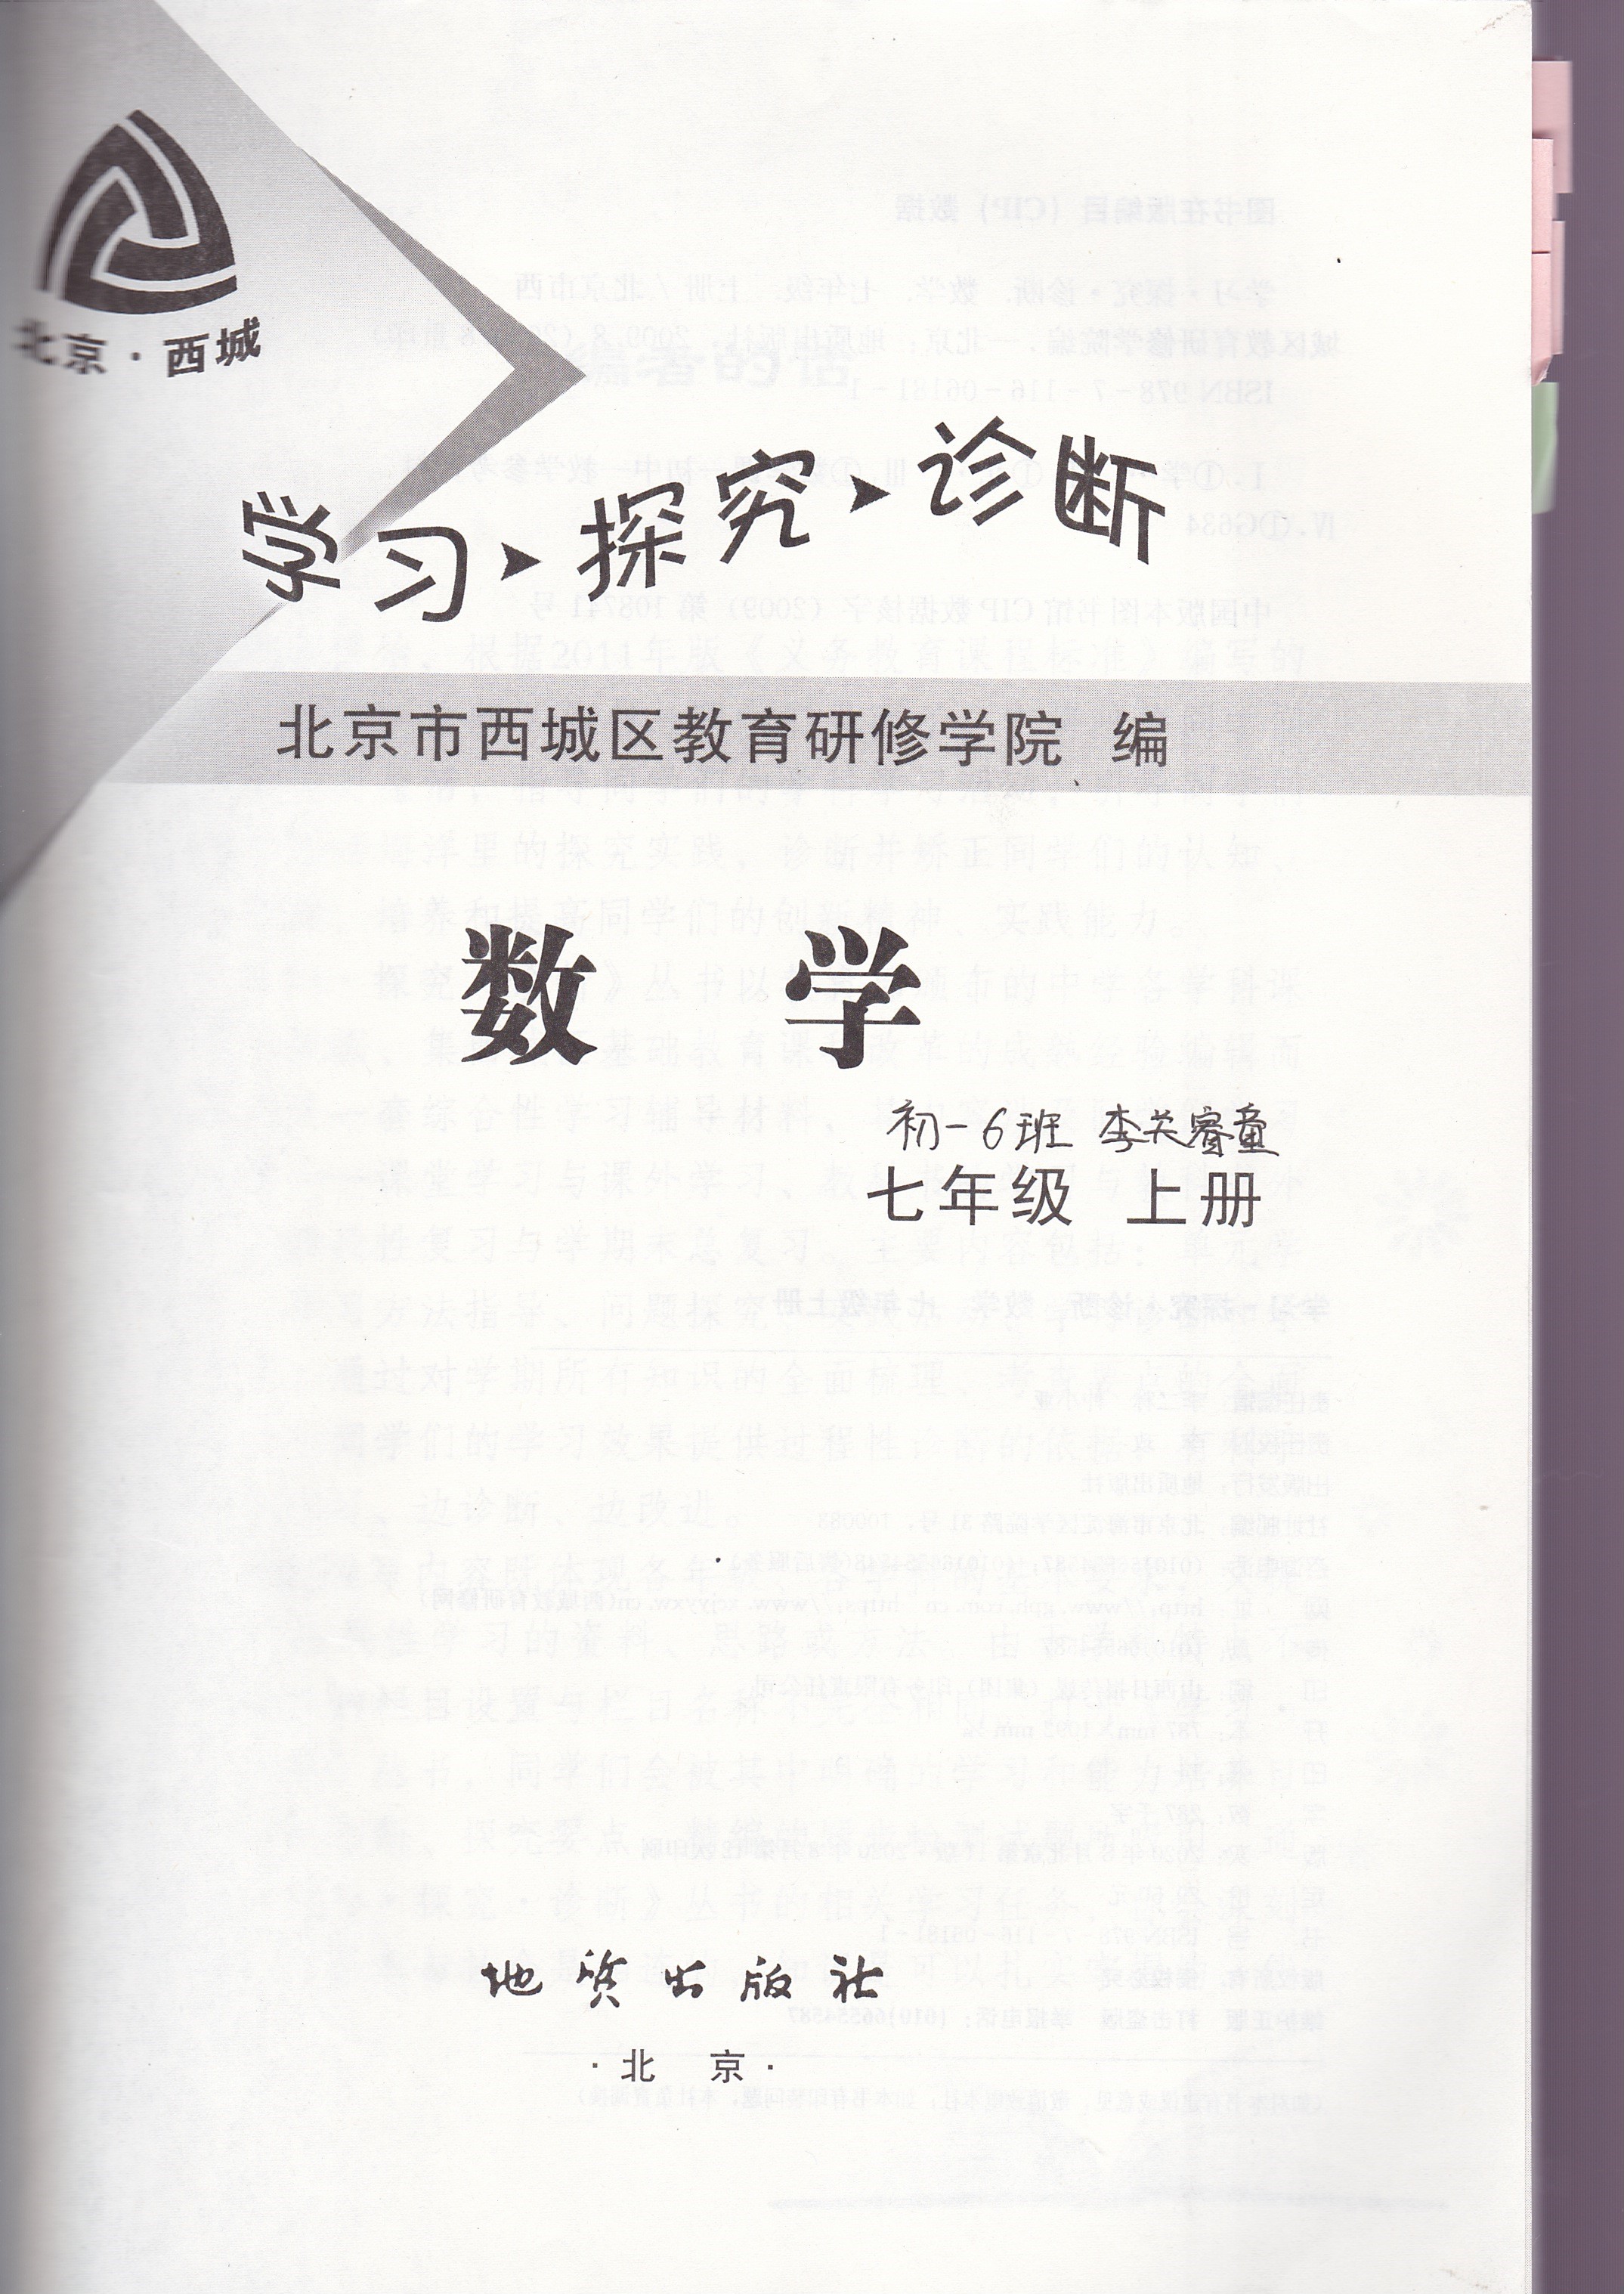 北京·西城
学习▶探究▶诊断
北京市西城区教育研修学院 编
数 学
初一6班 李关睿童
七年级 上册
地质出版社
·北 京·